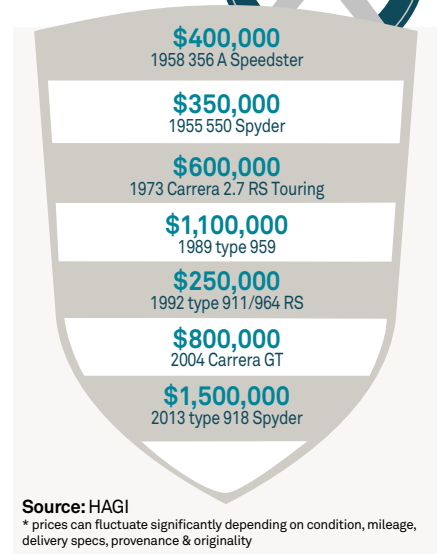 $400,000
1958 356 A Speedster
$350,000
1955 550 Spyder
$600,000
1973 Carrera 2.7 RS Touring
$1,100,000
1989 type 959
$250,000
1992 type 911/964 RS
$800,000
2004 Carrera GT
$1,500,000
2013 type 918 Spyder
Source: HAGI
* prices can fluctuate significantly depending on condition, mileage,
delivery specs, provenance & originality